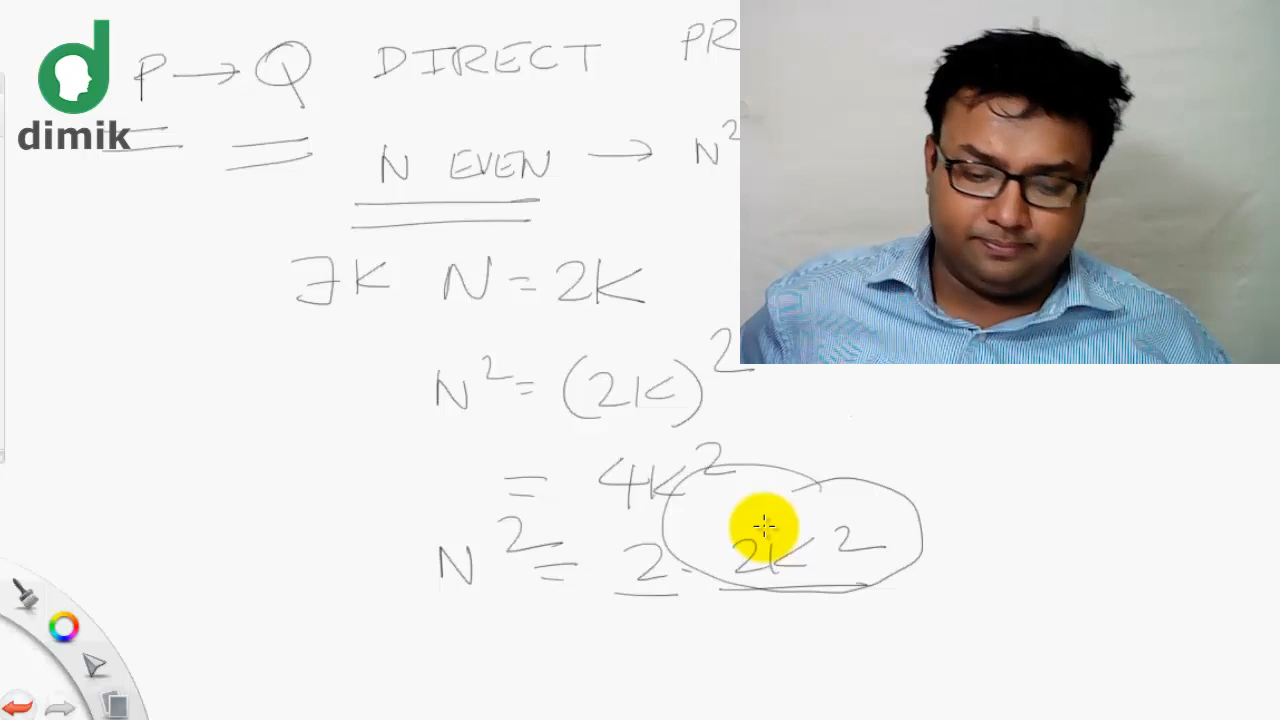 dimik
P → Q DIRECT PR
N EVEN → N²
∃K N = 2K
N² = (2K)²
= 4K²
N² = 2 · 2K²